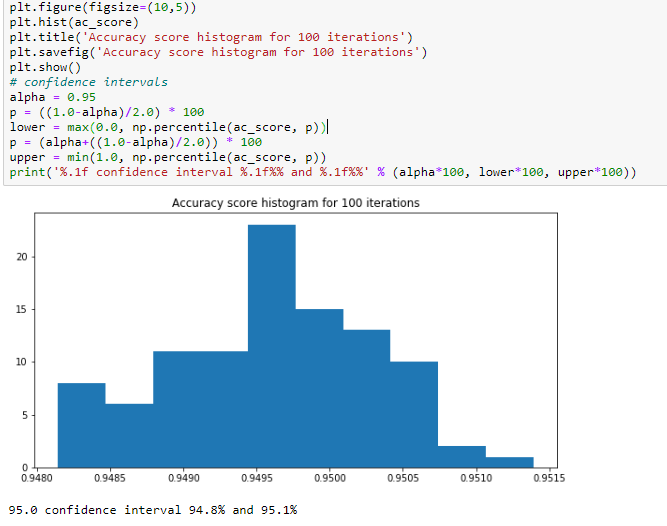 plt.figure(figsize=(10,5))
plt.hist(ac_score)
plt.title('Accuracy score histogram for 100 iterations')
plt.savefig('Accuracy score histogram for 100 iterations')
plt.show()
# confidence intervals
alpha = 0.95
p = ((1.0-alpha)/2.0) * 100
lower = max(0.0, np.percentile(ac_score, p))
p = (alpha+((1.0-alpha)/2.0)) * 100
upper = min(1.0, np.percentile(ac_score, p))
print('%.1f confidence interval %.1f%% and %.1f%%' % (alpha*100, lower*100, upper*100))
Accuracy score histogram for 100 iterations
20
15
10
5
0
0.9480 0.9485 0.9490 0.9495 0.9500 0.9505 0.9510 0.9515
95.0 confidence interval 94.8% and 95.1%